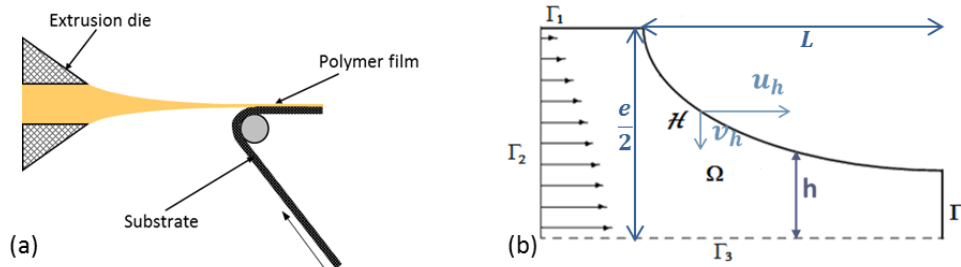 Extrusion die
Polymer film
Substrate
(a)
Γ₁
L
e/2
u_h
ℋ
v_h
Γ₂
Ω
h
Γ
Γ₃
(b)